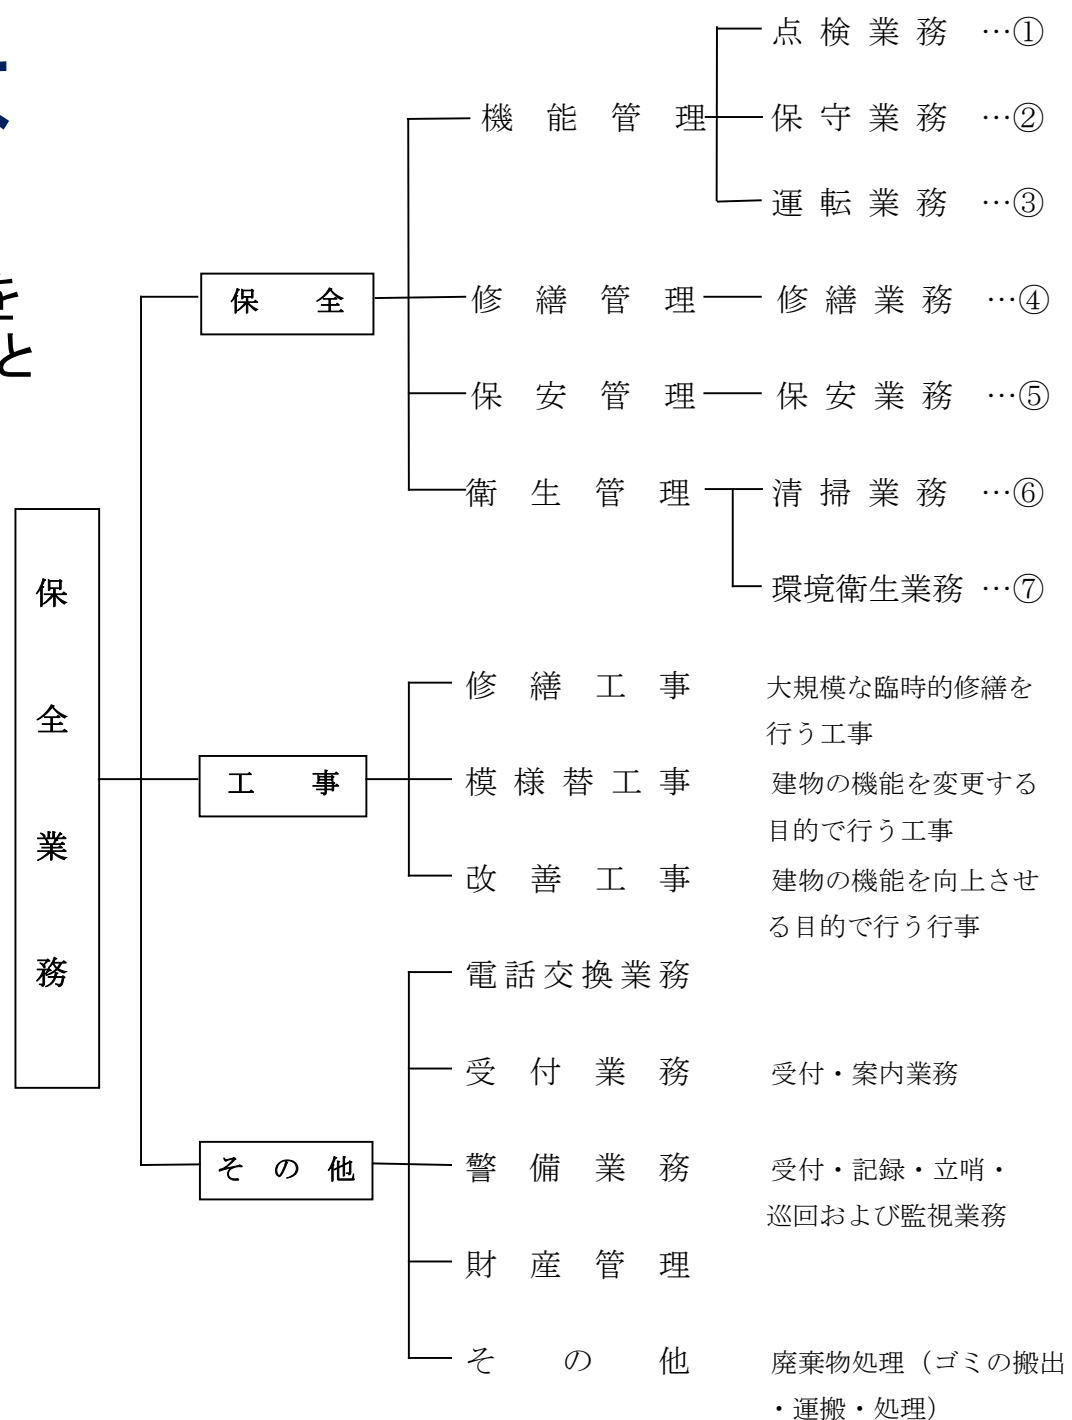 点検業務 …①
機能管理 保守業務 …②
運転業務 …③
を
と
保全 修繕管理 修繕業務 …④
保安管理 保安業務 …⑤
衛生管理 清掃業務 …⑥
環境衛生業務 …⑦
保全業務
修繕工事 大規模な臨時的修繕を
行う工事
工事 模様替工事 建物の機能を変更する
目的で行う工事
改善工事 建物の機能を向上させ
る目的で行う行事
電話交換業務
受付業務 受付・案内業務
その他 警備業務 受付・記録・立哨・
巡回および監視業務
財産管理
その他 廃棄物処理（ゴミの搬出
・運搬・処理）